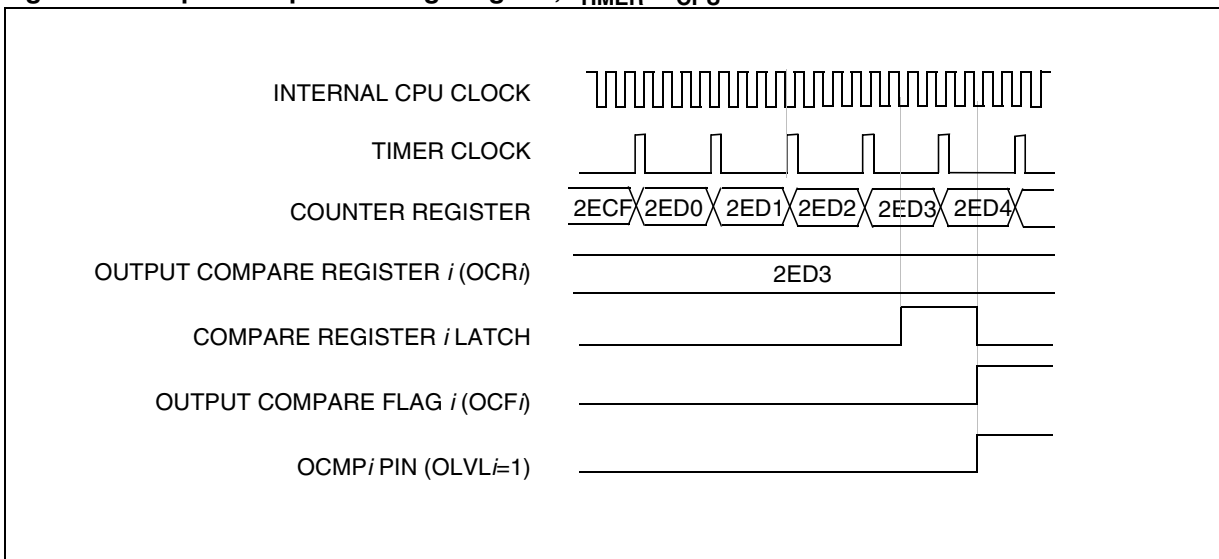 INTERNAL CPU CLOCK
TIMER CLOCK
COUNTER REGISTER
2ECF 2ED0 2ED1 2ED2 2ED3 2ED4
OUTPUT COMPARE REGISTER i (OCRi)
2ED3
COMPARE REGISTER i LATCH
OUTPUT COMPARE FLAG i (OCFi)
OCMPi PIN (OLVLi=1)